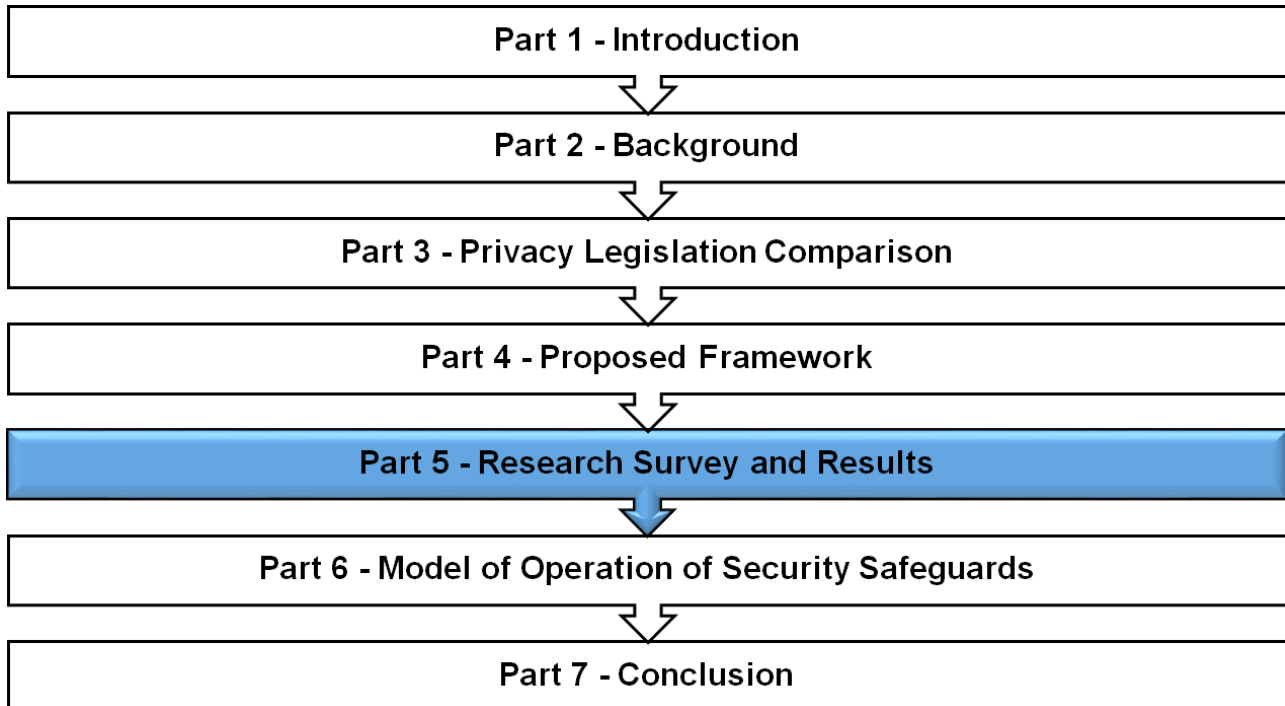 Part 1 - Introduction
Part 2 - Background
Part 3 - Privacy Legislation Comparison
Part 4 - Proposed Framework
Part 5 - Research Survey and Results
Part 6 - Model of Operation of Security Safeguards
Part 7 - Conclusion